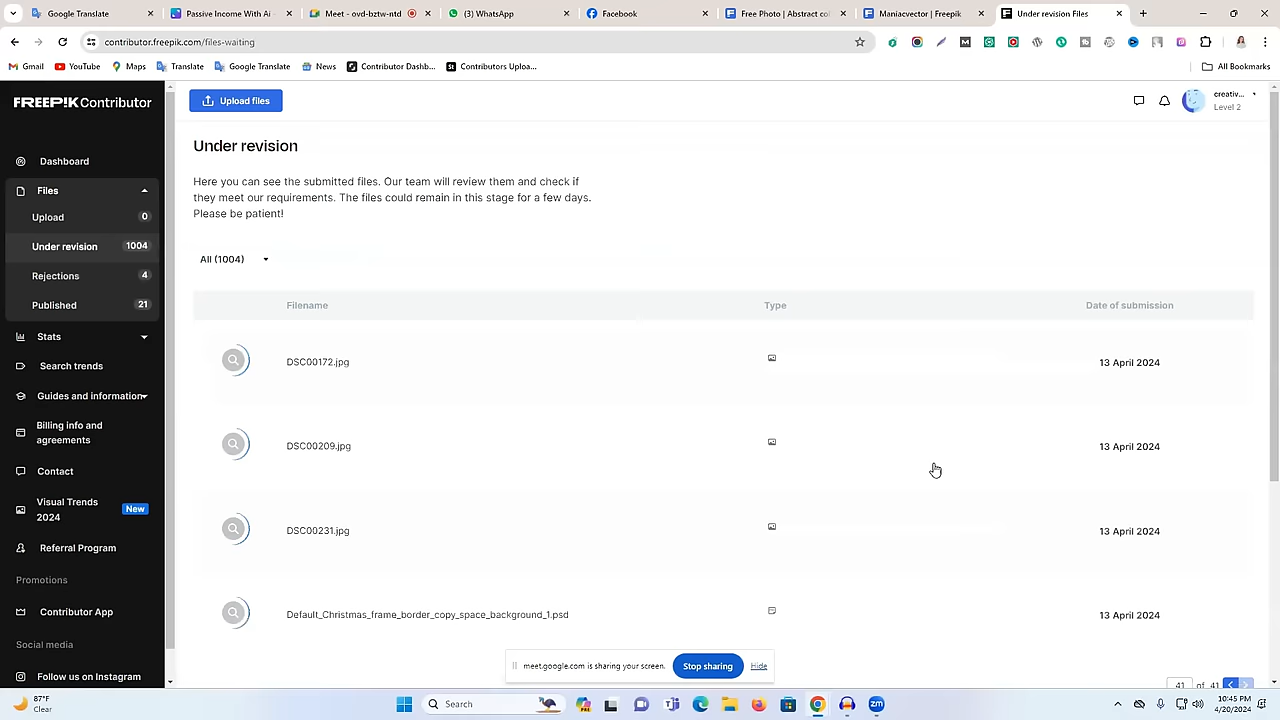 Google Translate
Passive Income With Ai
Meet - ovd-bztw-ntd
(3) WhatsApp
Facebook
Free Photo | Abstract col
Maniacvector | Freepik
Under revision Files
contributor.freepik.com/files-waiting
Gmail
YouTube
Maps
Translate
Google Translate
News
Contributor Dashb...
St Contributors Uploa...
All Bookmarks
FREEPIK Contributor
Upload files
creativ...
Level 2
Dashboard
Files
Upload 0
Under revision 1004
Rejections 4
Published 21
Stats
Search trends
Guides and information
Billing info and
agreements
Contact
Visual Trends
2024
New
Referral Program
Promotions
Contributor App
Social media
Follow us on Instagram
Under revision
Here you can see the submitted files. Our team will review them and check if
they meet our requirements. The files could remain in this stage for a few days.
Please be patient!
All (1004)
Filename Type Date of submission
DSC00172.jpg 13 April 2024
DSC00209.jpg 13 April 2024
DSC00231.jpg 13 April 2024
Default_Christmas_frame_border_copy_space_background_1.psd 13 April 2024
meet.google.com is sharing your screen.
Stop sharing
Hide
41 of 41
87°F
Clear
Search
zm
10:45 PM
4/20/2024